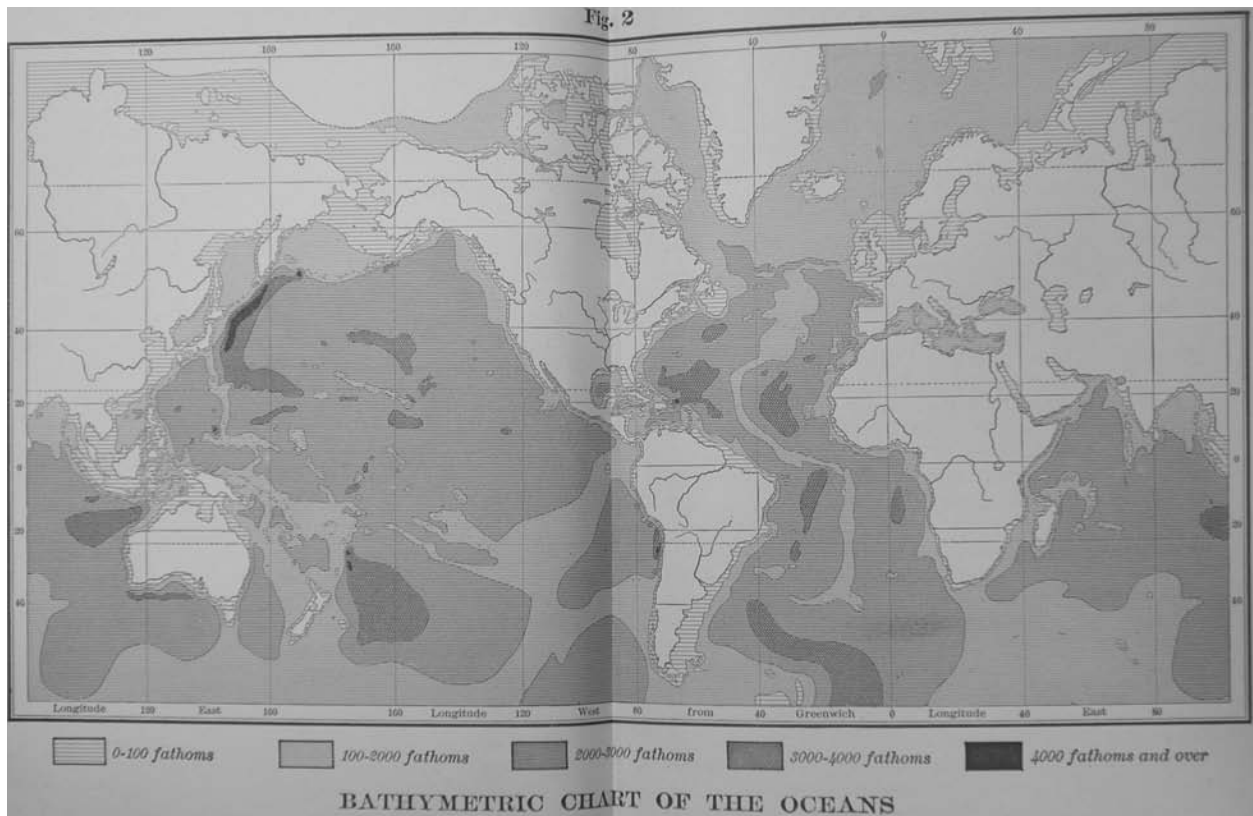 Fig. 2
120 160 160 120 80 40 0 40 80
60 60
40 40
20 20
0 0
20 20
40 40
Longitude 120 East 160 160 Longitude 120 West 80 from 40 Greenwich 0 Longitude 40 East 80
0-100 fathoms 100-2000 fathoms 2000-3000 fathoms 3000-4000 fathoms 4000 fathoms and over
BATHYMETRIC CHART OF THE OCEANS